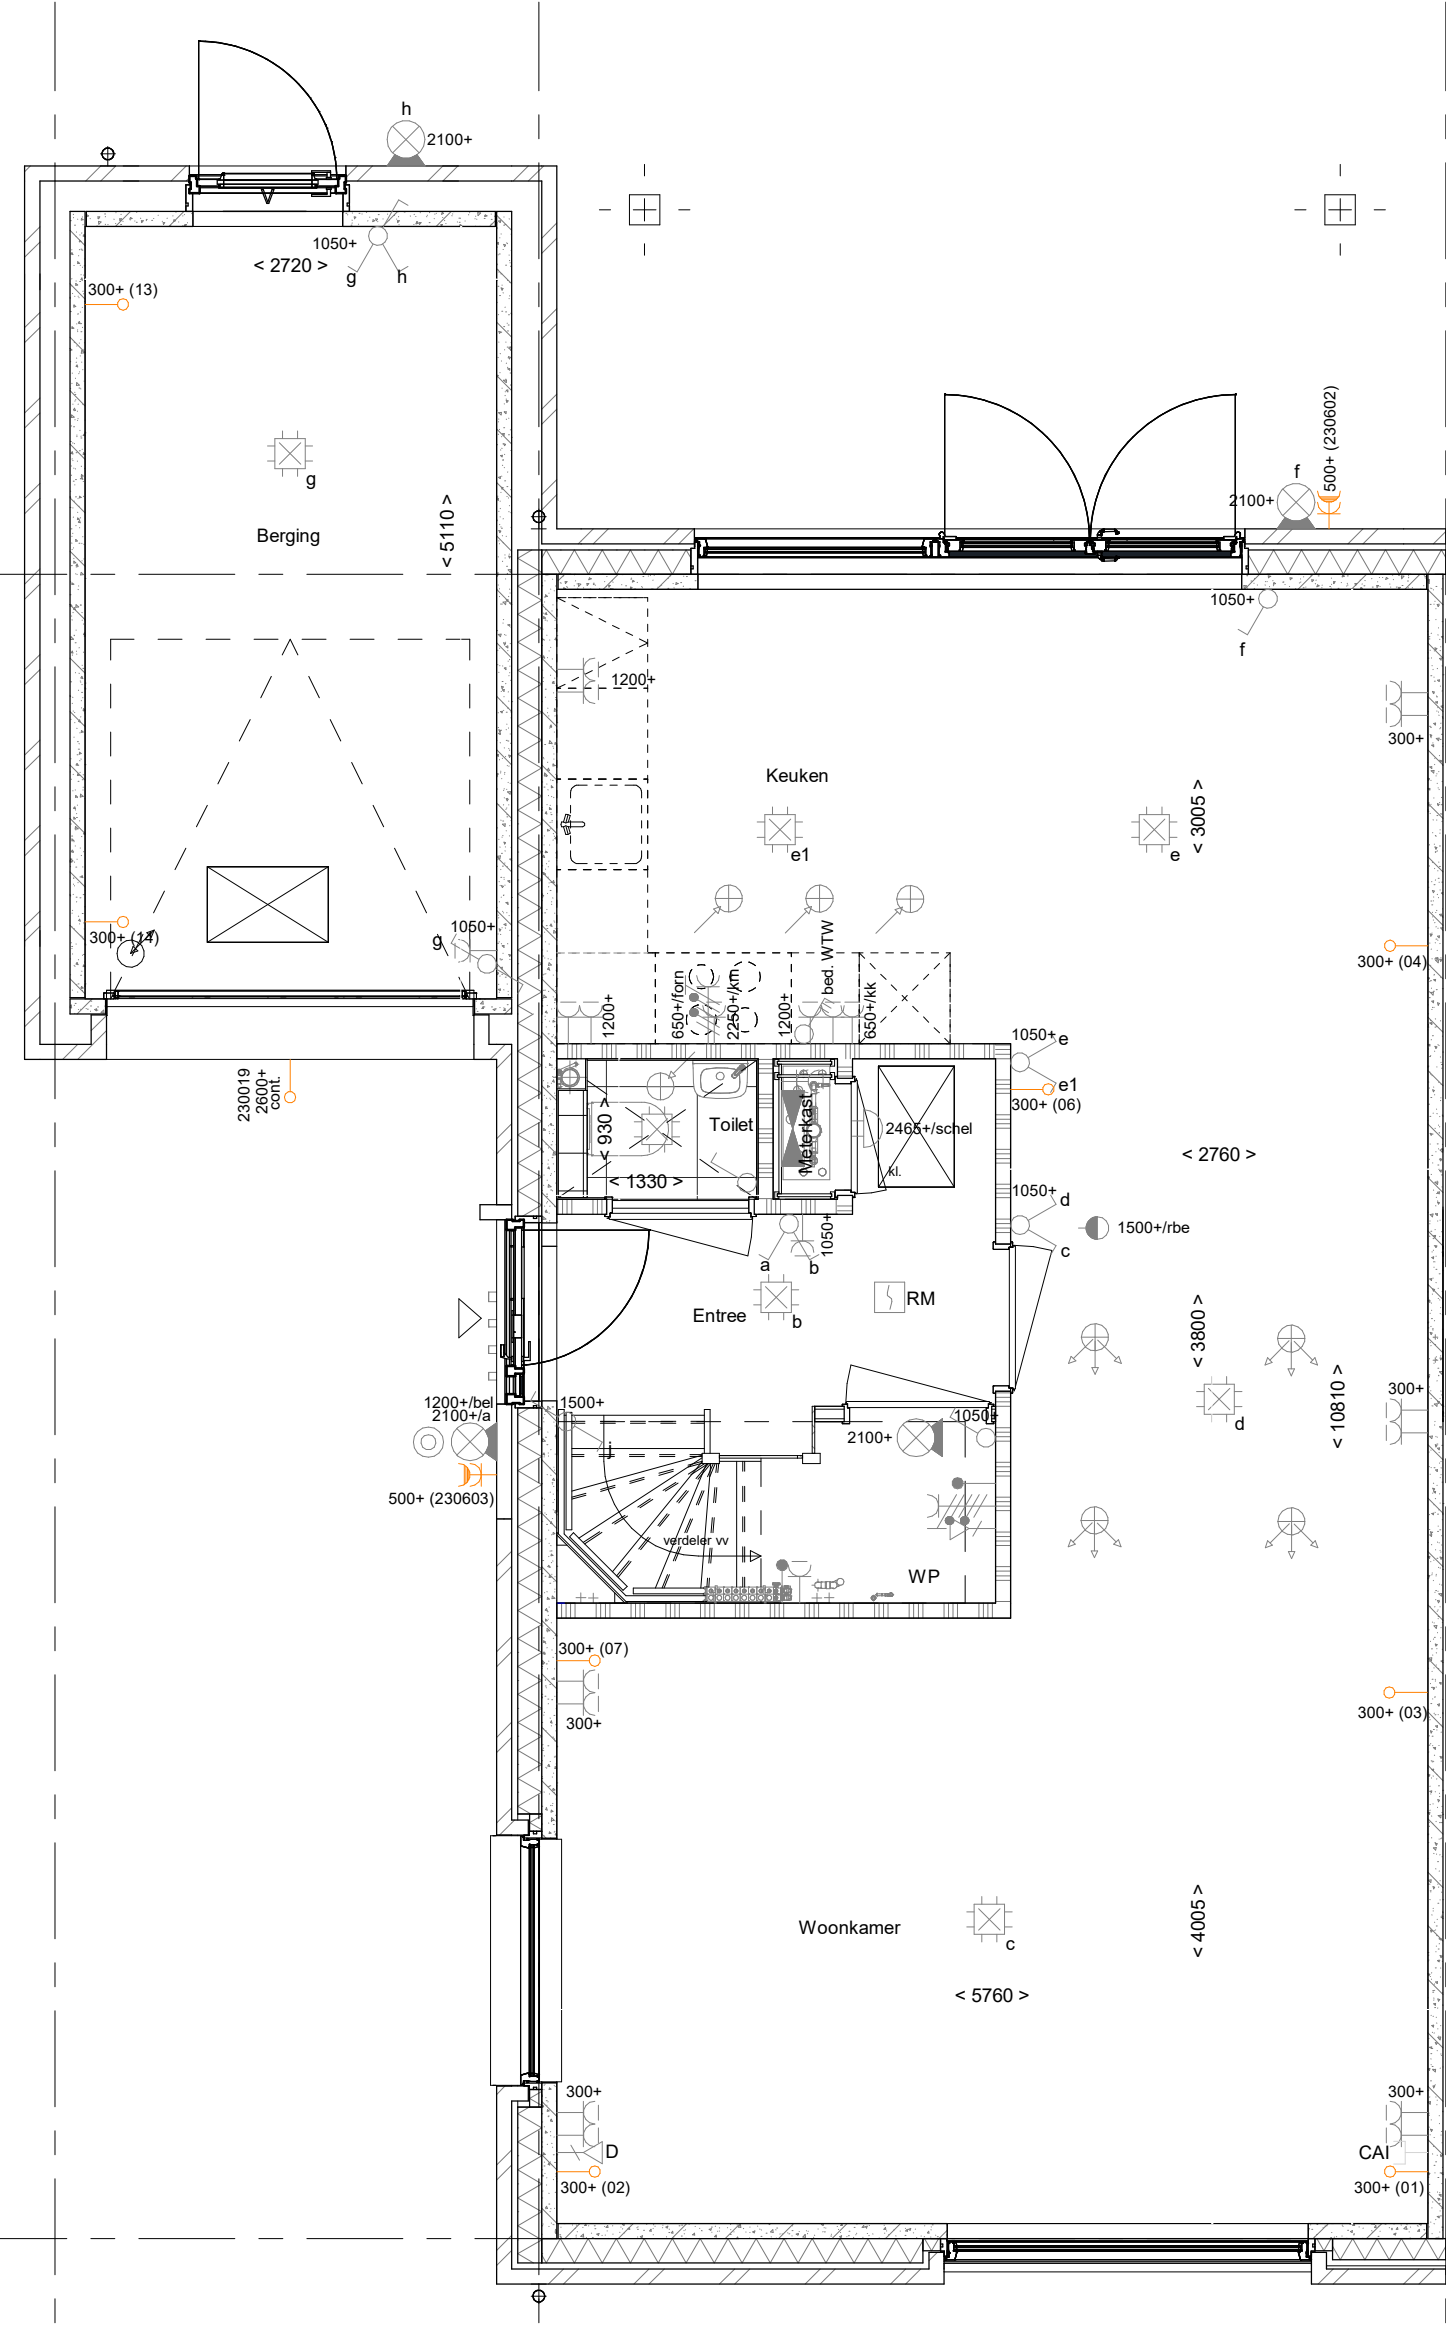 h
2100+
1050+
< 2720 >
g
h
300+ (13)
500+ (230602)
f
2100+
g
< 5110 >
Berging
1050+
f
1200+
300+
Keuken
< 3005 >
e1
e
1050+
g
300+ (14)
bed. WTW
300+ (04)
1200+
650+/forn
2250+/km
1200+
650+/kk
1050+
e
e1
300+ (06)
230019
2600+
cont.
< 930 >
Toilet
Meterkast
2465+/schel
kl.
< 1330 >
< 2760 >
1050+
d
c
1500+/rbe
1050+
a
b
Entree
b
RM
< 3800 >
< 10810 >
300+
d
1200+/bel
2100+/a
1500+
j
2100+
1050+
500+ (230603)
verdeler vv
WP
300+ (07)
300+
300+ (03)
Woonkamer
c
< 4005 >
< 5760 >
300+
D
300+ (02)
300+
CAI
300+ (01)